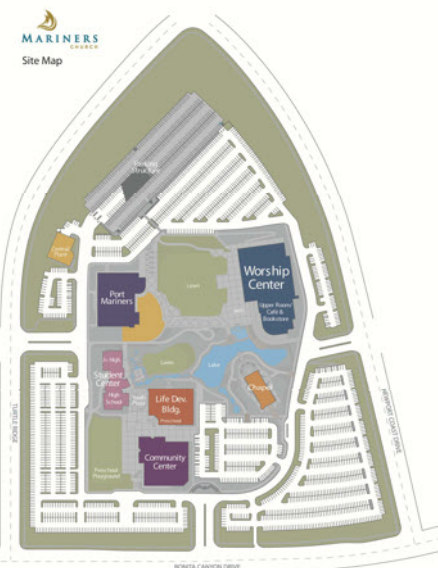 MARINERS
CHURCH
Site Map
Parking
Structure
Central
Plant
Lawn
Worship
Center
Port
Mariners
Upper Room/
Café &
Bookstore
Jr. High
Lawn
Lake
Student
Center
Chapel
High
School
Life Dev.
Bldg.
Preschool
Community
Center
Preschool
Playground
TURTLE RIDGE
NEWPORT COAST DRIVE
BONITA CANYON DRIVE